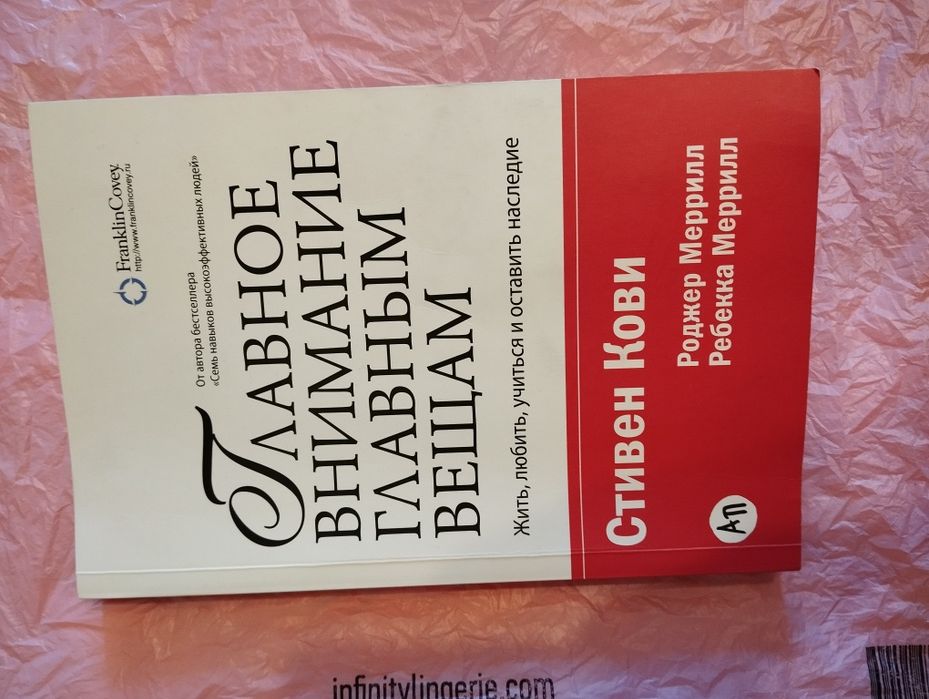 FranklinCovey
http://www.franklincovey.ru
От автора бестселлера
«Семь навыков высокоэффективных людей»
ГЛАВНОЕ
ВНИМАНИЕ
ГЛАВНЫМ
ВЕЩАМ
Жить, любить, учиться и оставить наследие
Стивен Кови
Роджер Меррилл
Ребекка Меррилл
АП
infinitylingerie.com